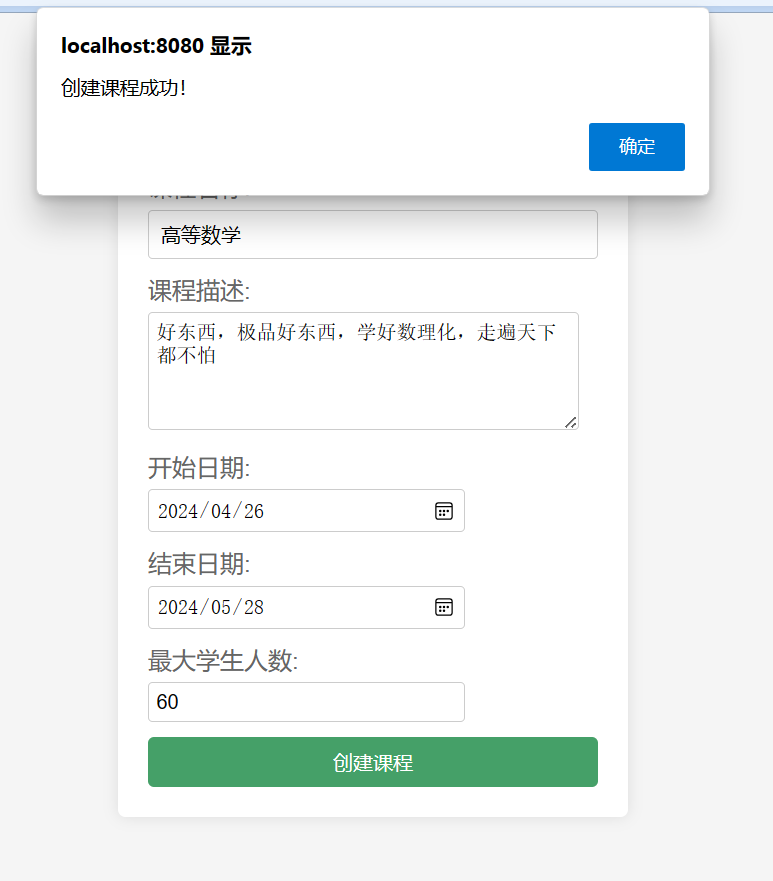 localhost:8080 显示
创建课程成功！
确定
高等数学
课程描述:
好东西，极品好东西，学好数理化，走遍天下
都不怕
开始日期:
2024/04/26
结束日期:
2024/05/28
最大学生人数:
60
创建课程